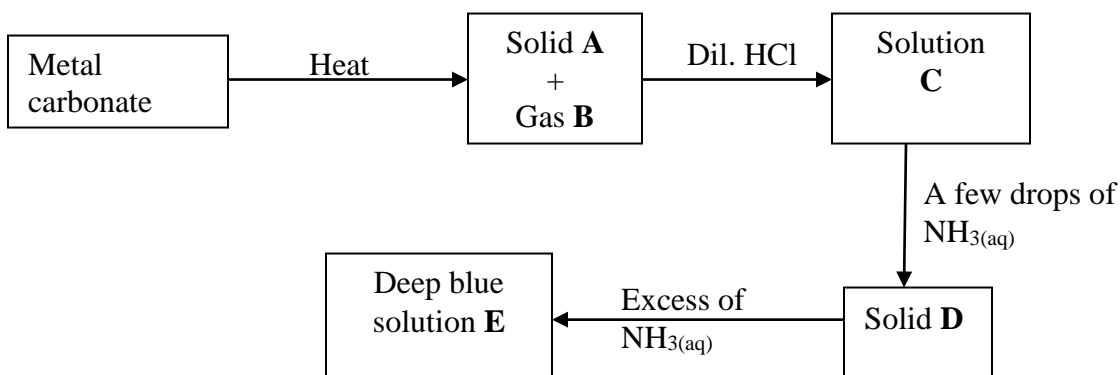 Metal
carbonate
Heat
Solid A
+
Gas B
Dil. HCl
Solution
C
A few drops of
NH3(aq)
Solid D
Excess of
NH3(aq)
Deep blue
solution E